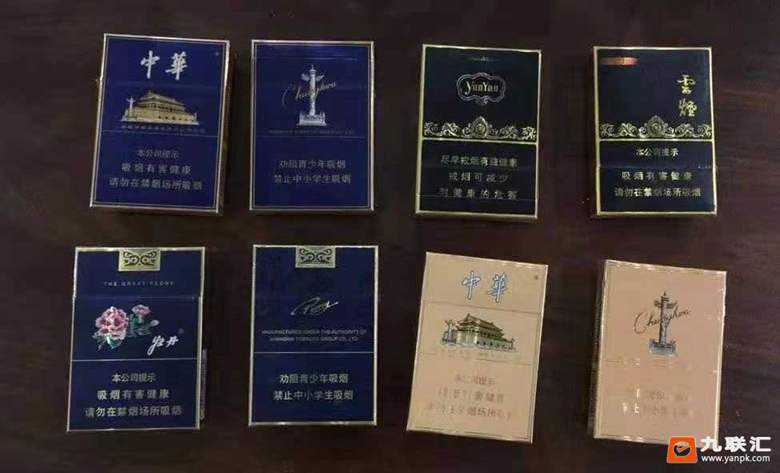 中華
本公司提示
吸烟有害健康
请勿在禁烟场所吸烟
Chunghwa
劝阻青少年吸烟
禁止中小学生吸烟
YunYan
尽早戒烟有益健康
戒烟可减少
对健康的危害
雲煙
本公司提示
吸烟有害健康
请勿在禁烟场所吸烟
THE GREAT PEONY
牡丹
本公司提示
吸烟有害健康
请勿在禁烟场所吸烟
MANUFACTURED UNDER THE AUTHORITY OF
SHANGHAI TOBACCO GROUP CO., LTD.
劝阻青少年吸烟
禁止中小学生吸烟
中華
本公司提示
害健康
Chunghwa
九联汇
www.yanpk.com